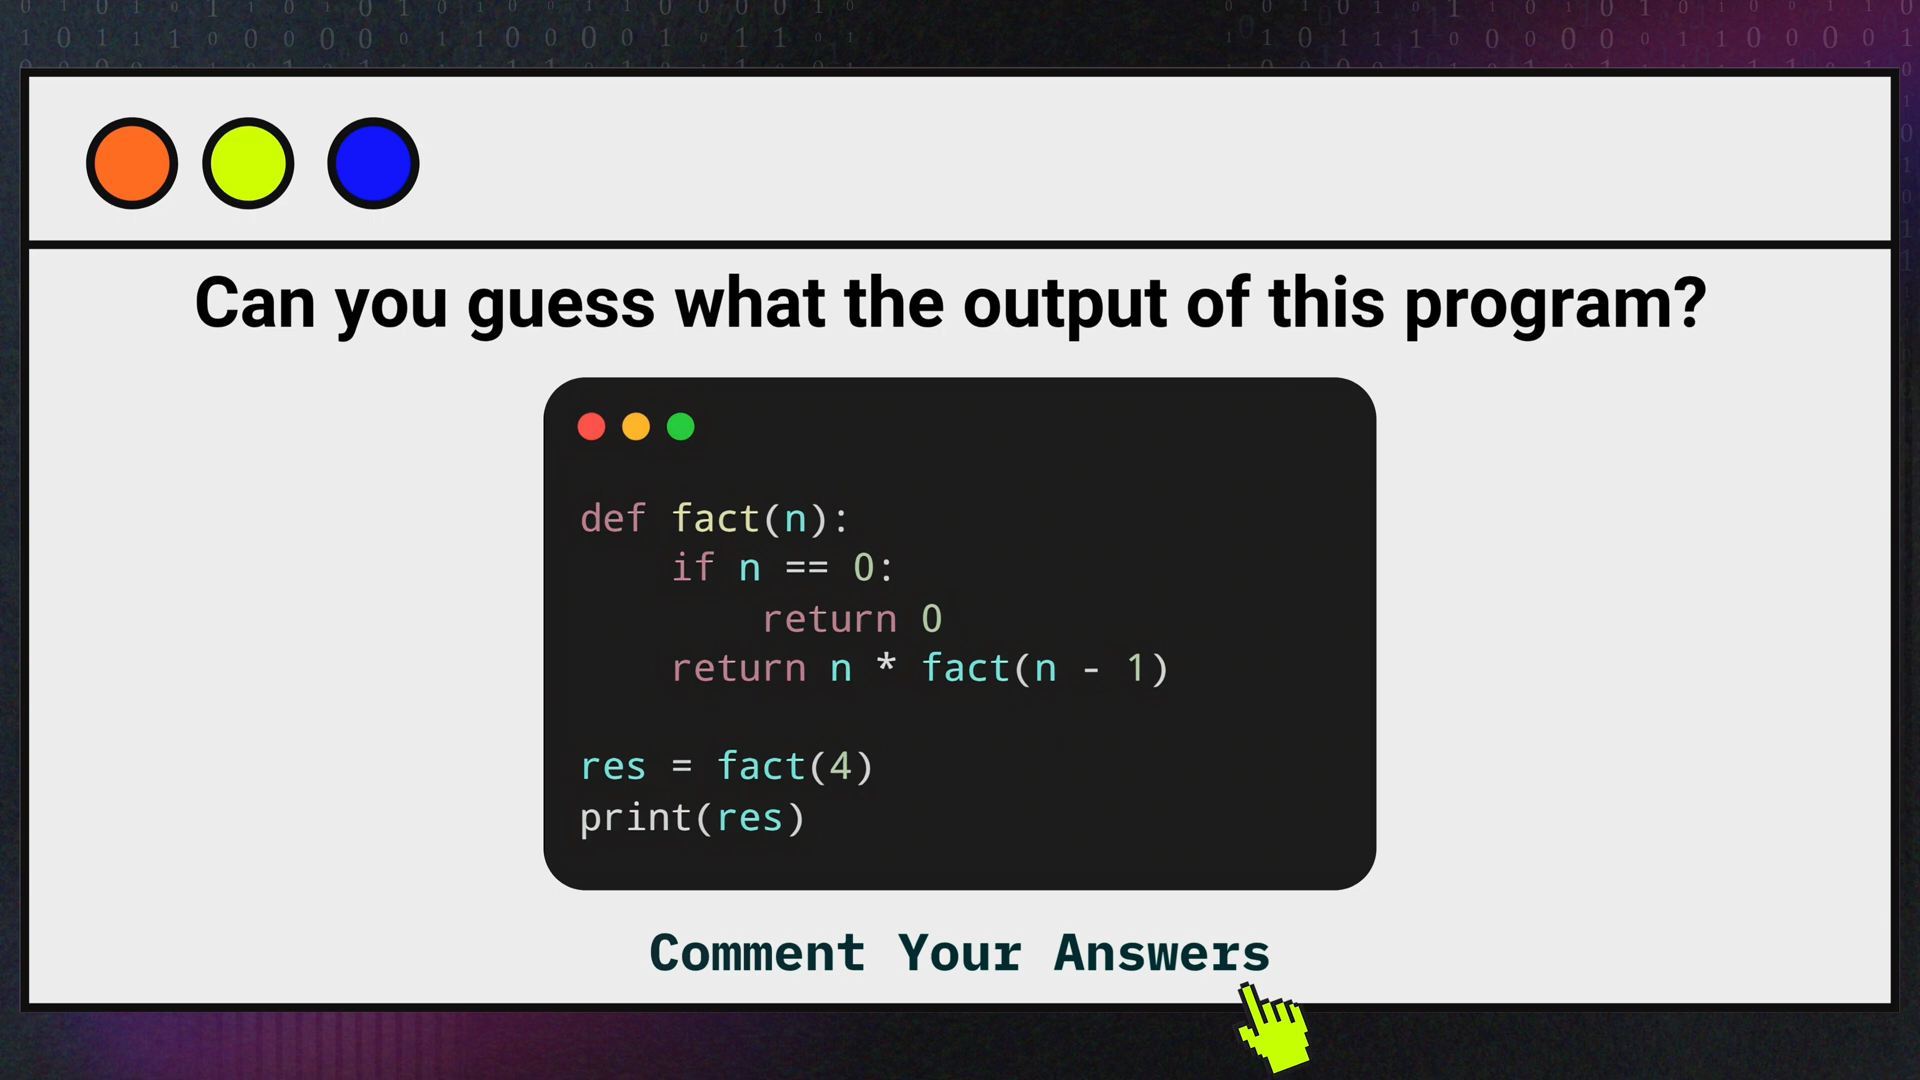 Can you guess what the output of this program?
def fact(n):
    if n == 0:
        return 0
    return n * fact(n - 1)

res = fact(4)
print(res)
Comment Your Answers